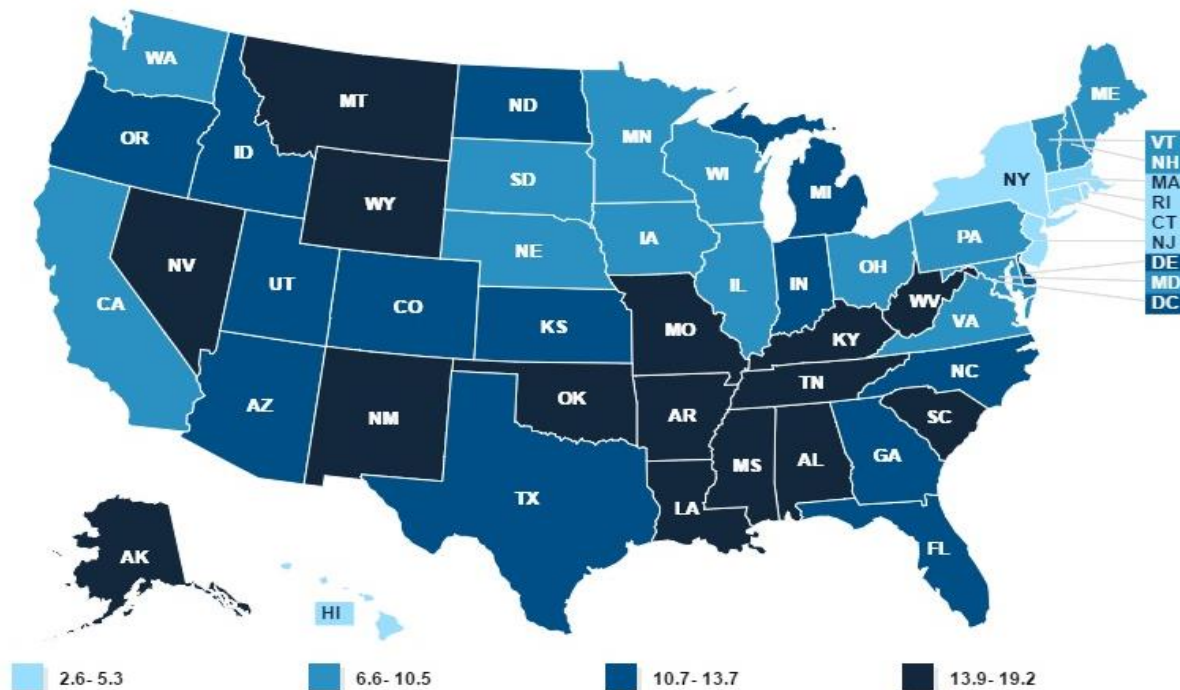 WA
MT
ND
ME
OR
ID
MN
VT
NH
SD
WI
NY
MA
WY
MI
RI
CT
NE
IA
PA
NJ
NV
OH
DE
UT
IL
IN
MD
CA
CO
WV
DC
KS
MO
KY
VA
AZ
NM
OK
TN
NC
AR
SC
MS
AL
GA
TX
LA
FL
AK
HI
2.6- 5.3 6.6- 10.5 10.7- 13.7 13.9- 19.2